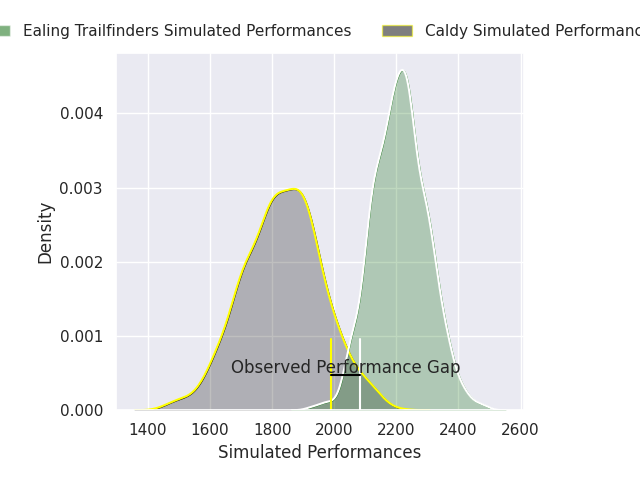 Ealing Trailfinders Simulated Performances
Caldy Simulated
0.004
0.003
0.002
0.001
0.000
Density
Observed Performance Gap
1400 1600 1800 2000 2200 2400 2600
Simulated Performances